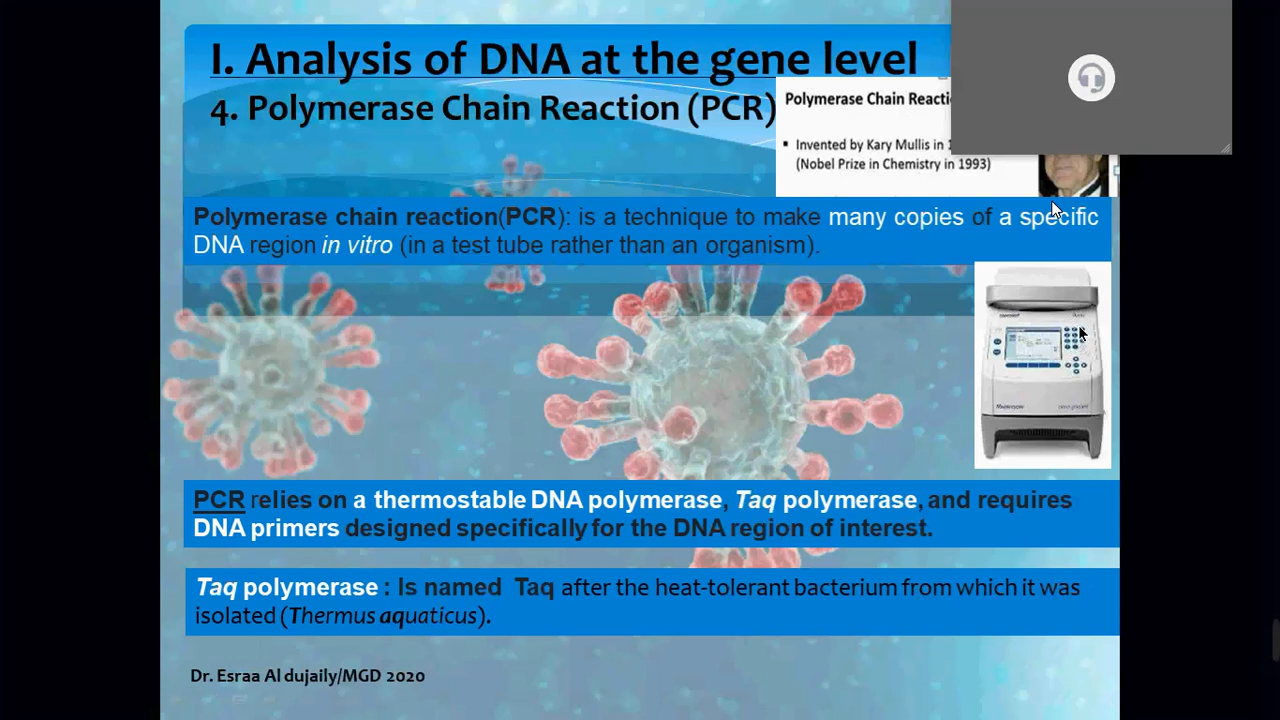 I. Analysis of DNA at the gene level
4. Polymerase Chain Reaction (PCR)
Polymerase Chain
▪ Invented by Kary Mullis in
(Nobel Prize in Chemistry in 1993)
Polymerase chain reaction(PCR): is a technique to make many copies of a specific
DNA region in vitro (in a test tube rather than an organism).
PCR relies on a thermostable DNA polymerase, Taq polymerase, and requires
DNA primers designed specifically for the DNA region of interest.
Taq polymerase : Is named Taq after the heat-tolerant bacterium from which it was
isolated (Thermus aquaticus).
Dr. Esraa Al dujaily/MGD 2020